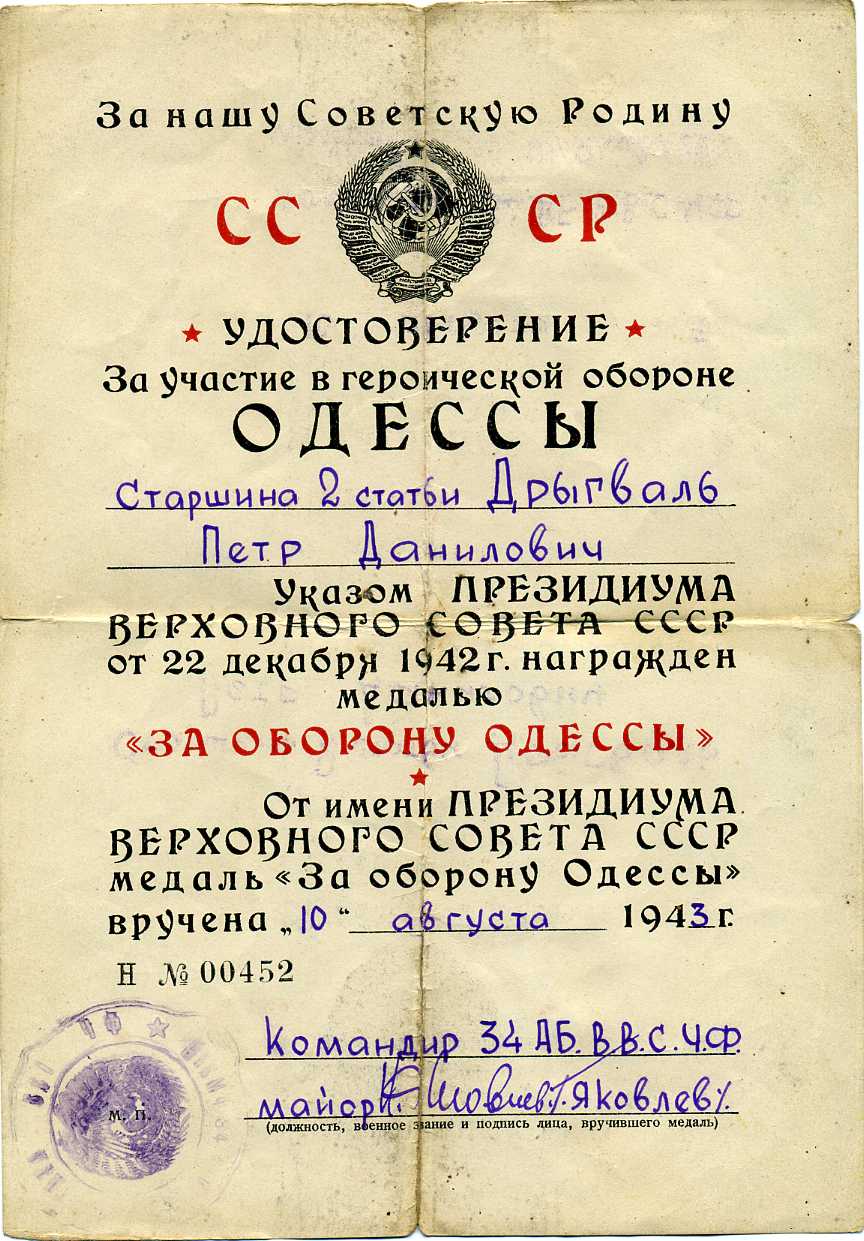 За нашу Советскую Родину
СС СР
УДОСТОВЕРЕНИЕ
За участие в героической обороне
ОДЕССЫ
Старшина 2 статьи Дрыгваль
Петр Данилович
Указом ПРЕЗИДИУМА
ВЕРХОВНОГО СОВЕТА СССР
от 22 декабря 1942 г. награжден
медалью
«ЗА ОБОРОНУ ОДЕССЫ»
От имени ПРЕЗИДИУМА
ВЕРХОВНОГО СОВЕТА СССР
медаль «За оборону Одессы»
вручена „10“ августа 1943 г.
Н № 00452
Командир 34 АБ. В.В.С. Ч.Ф.
майор Яковлев
М. П.
(должность, военное звание и подпись лица, вручившего медаль)